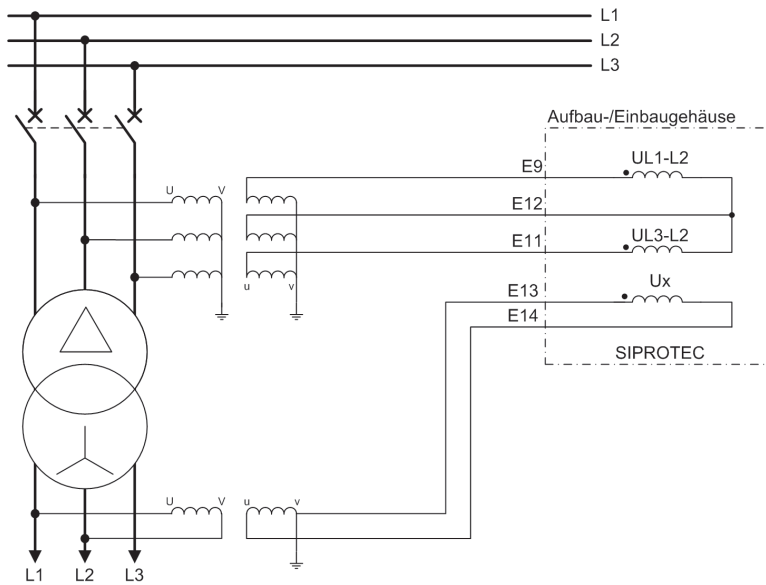 L1
L2
L3
Aufbau-/Einbaugehäuse
E9
UL1-L2
U V
E12
E11
UL3-L2
u v
E13
Ux
E14
SIPROTEC
U V u v
L1 L2 L3